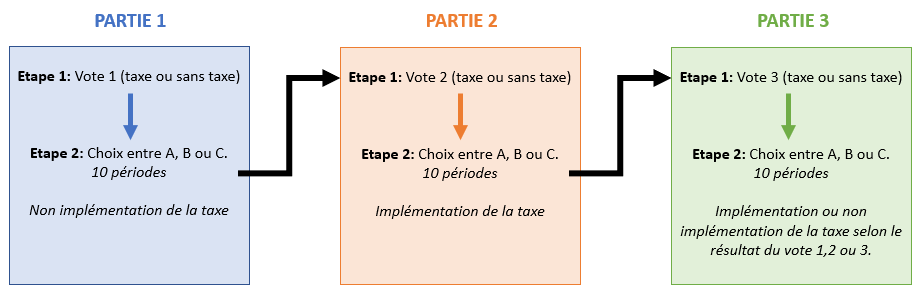 PARTIE 1
Etape 1: Vote 1 (taxe ou sans taxe)
Etape 2: Choix entre A, B ou C.
10 périodes
Non implémentation de la taxe
PARTIE 2
Etape 1: Vote 2 (taxe ou sans taxe)
Etape 2: Choix entre A, B ou C.
10 périodes
Implémentation de la taxe
PARTIE 3
Etape 1: Vote 3 (taxe ou sans taxe)
Etape 2: Choix entre A, B ou C.
10 périodes
Implémentation ou non
implémentation de la taxe selon le
résultat du vote 1,2 ou 3.